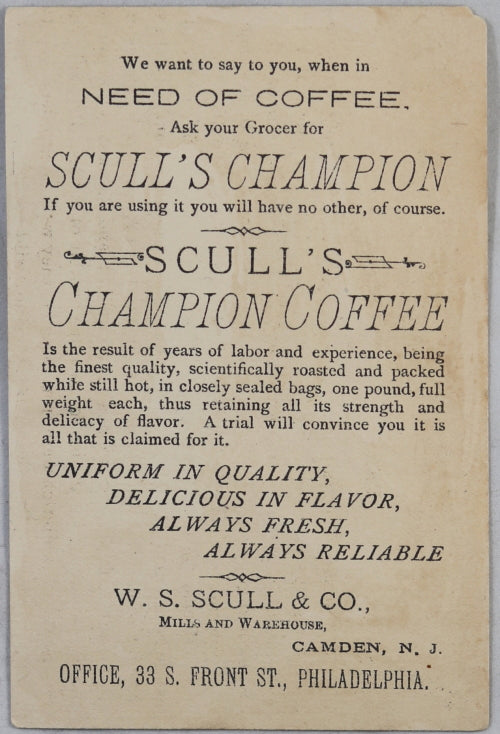 We want to say to you, when in
NEED OF COFFEE,
Ask your Grocer for
SCULL'S CHAMPION
If you are using it you will have no other, of course.
SCULL'S
CHAMPION COFFEE
Is the result of years of labor and experience, being
the finest quality, scientifically roasted and packed
while still hot, in closely sealed bags, one pound, full
weight each, thus retaining all its strength and
delicacy of flavor. A trial will convince you it is
all that is claimed for it.
UNIFORM IN QUALITY,
DELICIOUS IN FLAVOR,
ALWAYS FRESH,
ALWAYS RELIABLE
W. S. SCULL & CO.,
MILLS AND WAREHOUSE,
CAMDEN, N. J.
OFFICE, 33 S. FRONT ST., PHILADELPHIA.